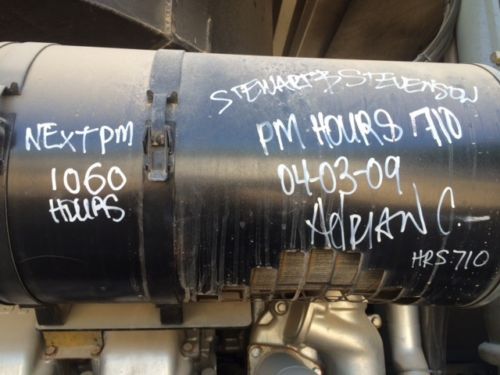 NEXT PM
1060
HOURS
STEWART & STEVENSON
PM HOURS 710
04-03-09
ADRIAN C.
HRS 710